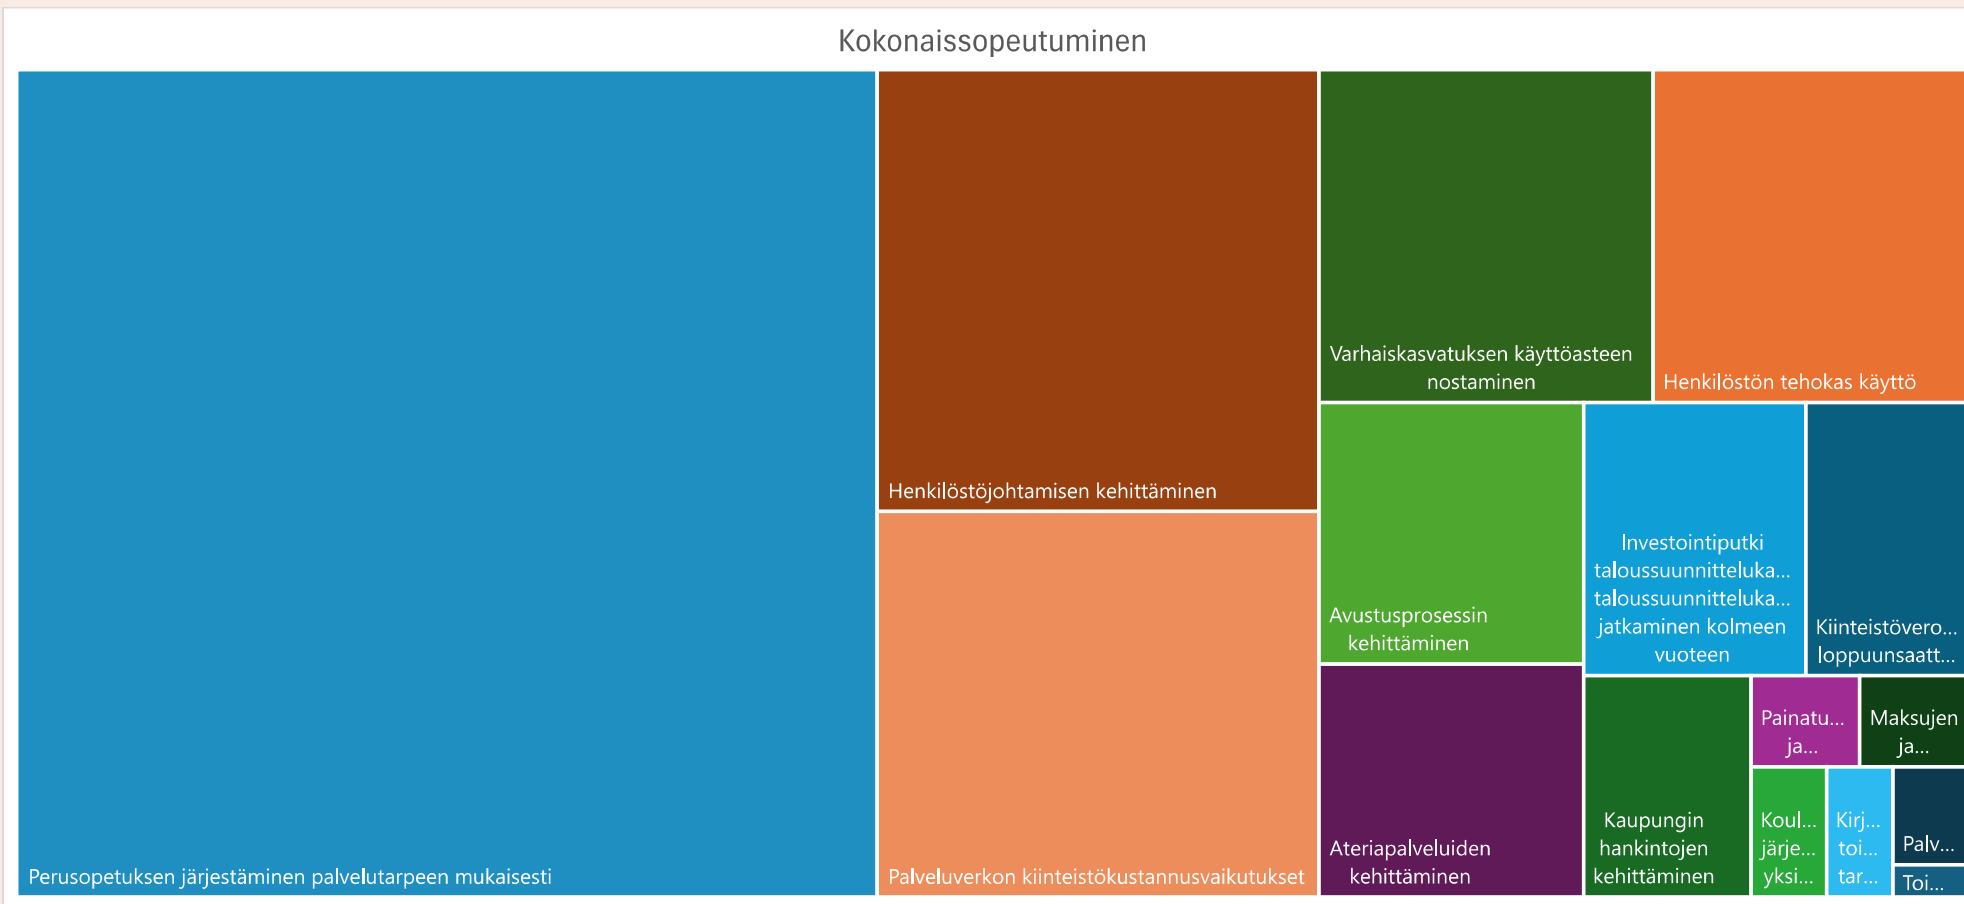 Kokonaissopeutuminen
Perusopetuksen järjestäminen palvelutarpeen mukaisesti
Henkilöstöjohtamisen kehittäminen
Palveluverkon kiinteistökustannusvaikutukset
Varhaiskasvatuksen käyttöasteen
nostaminen
Henkilöstön tehokas käyttö
Avustusprosessin
kehittäminen
Investointiputki
taloussuunnitteluka...
taloussuunnitteluka...
jatkaminen kolmeen
vuoteen
Kiinteistövero...
loppuunsaatt...
Ateriapalveluiden
kehittäminen
Kaupungin
hankintojen
kehittäminen
Painatu...
ja...
Maksujen
ja...
Koul...
järje...
yksi...
Kirj...
toi...
tar...
Palv...
Toi...